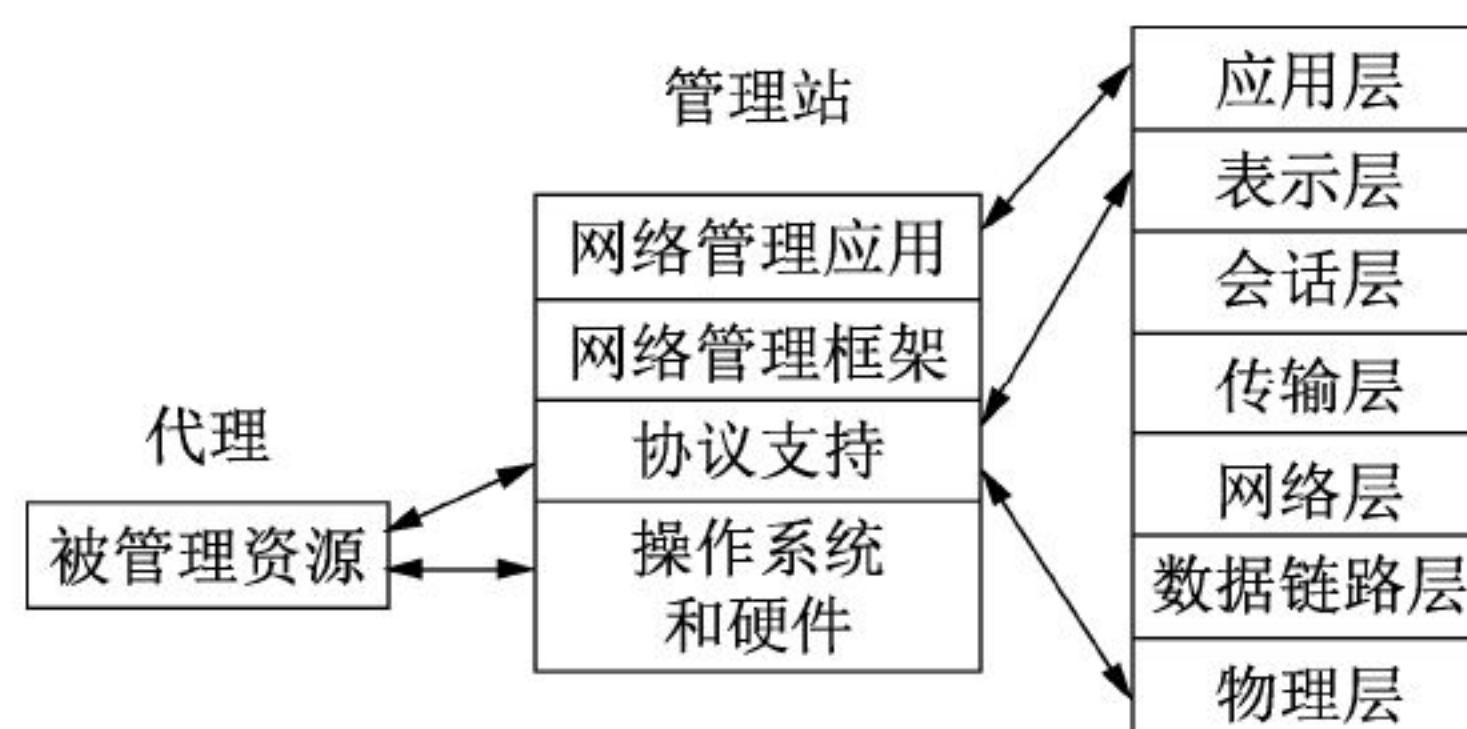 代理
被管理资源
管理站
网络管理应用
网络管理框架
协议支持
操作系统
和硬件
应用层
表示层
会话层
传输层
网络层
数据链路层
物理层